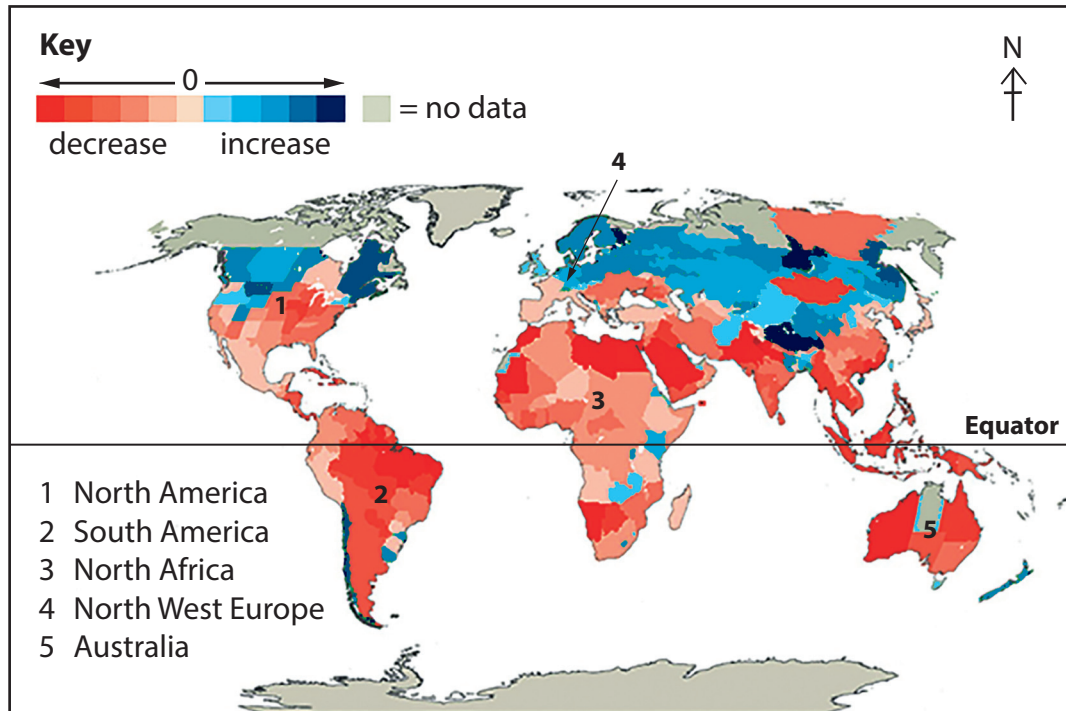 Key
0
= no data
decrease increase
N
4
1
3
Equator
2
5
1 North America
2 South America
3 North Africa
4 North West Europe
5 Australia